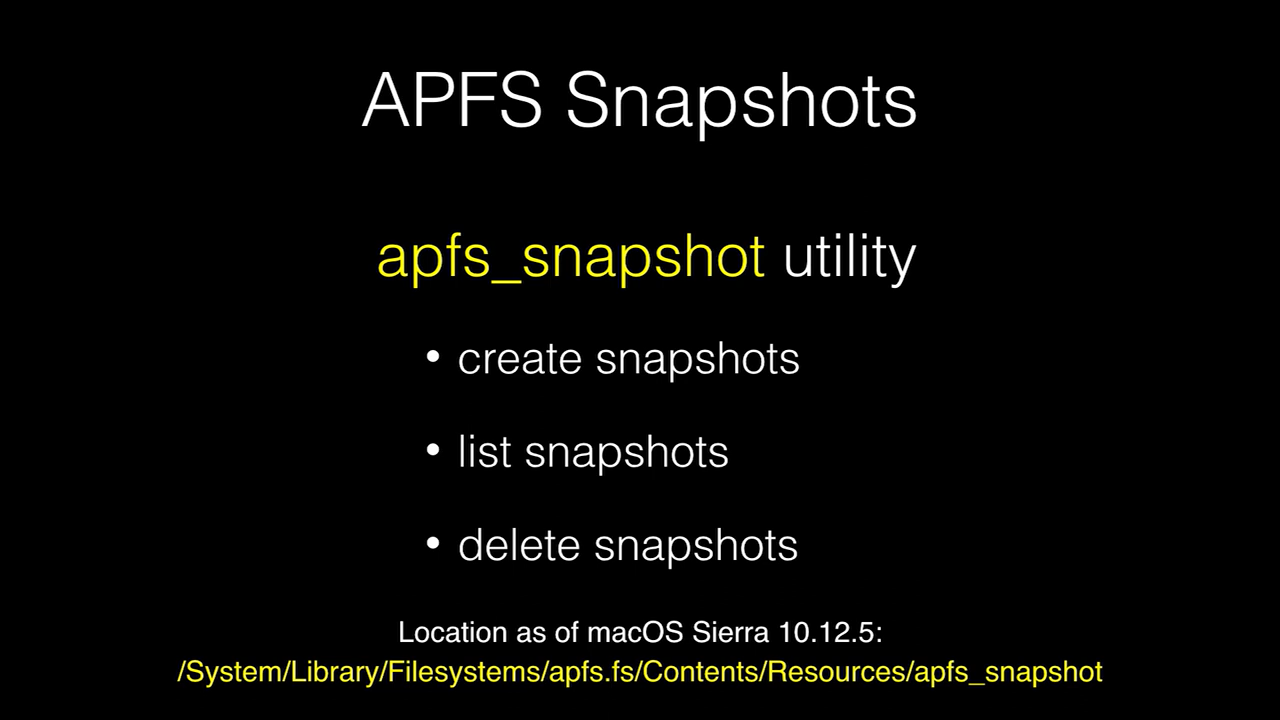 APFS Snapshots
apfs_snapshot utility
• create snapshots
• list snapshots
• delete snapshots
Location as of macOS Sierra 10.12.5:
/System/Library/Filesystems/apfs.fs/Contents/Resources/apfs_snapshot